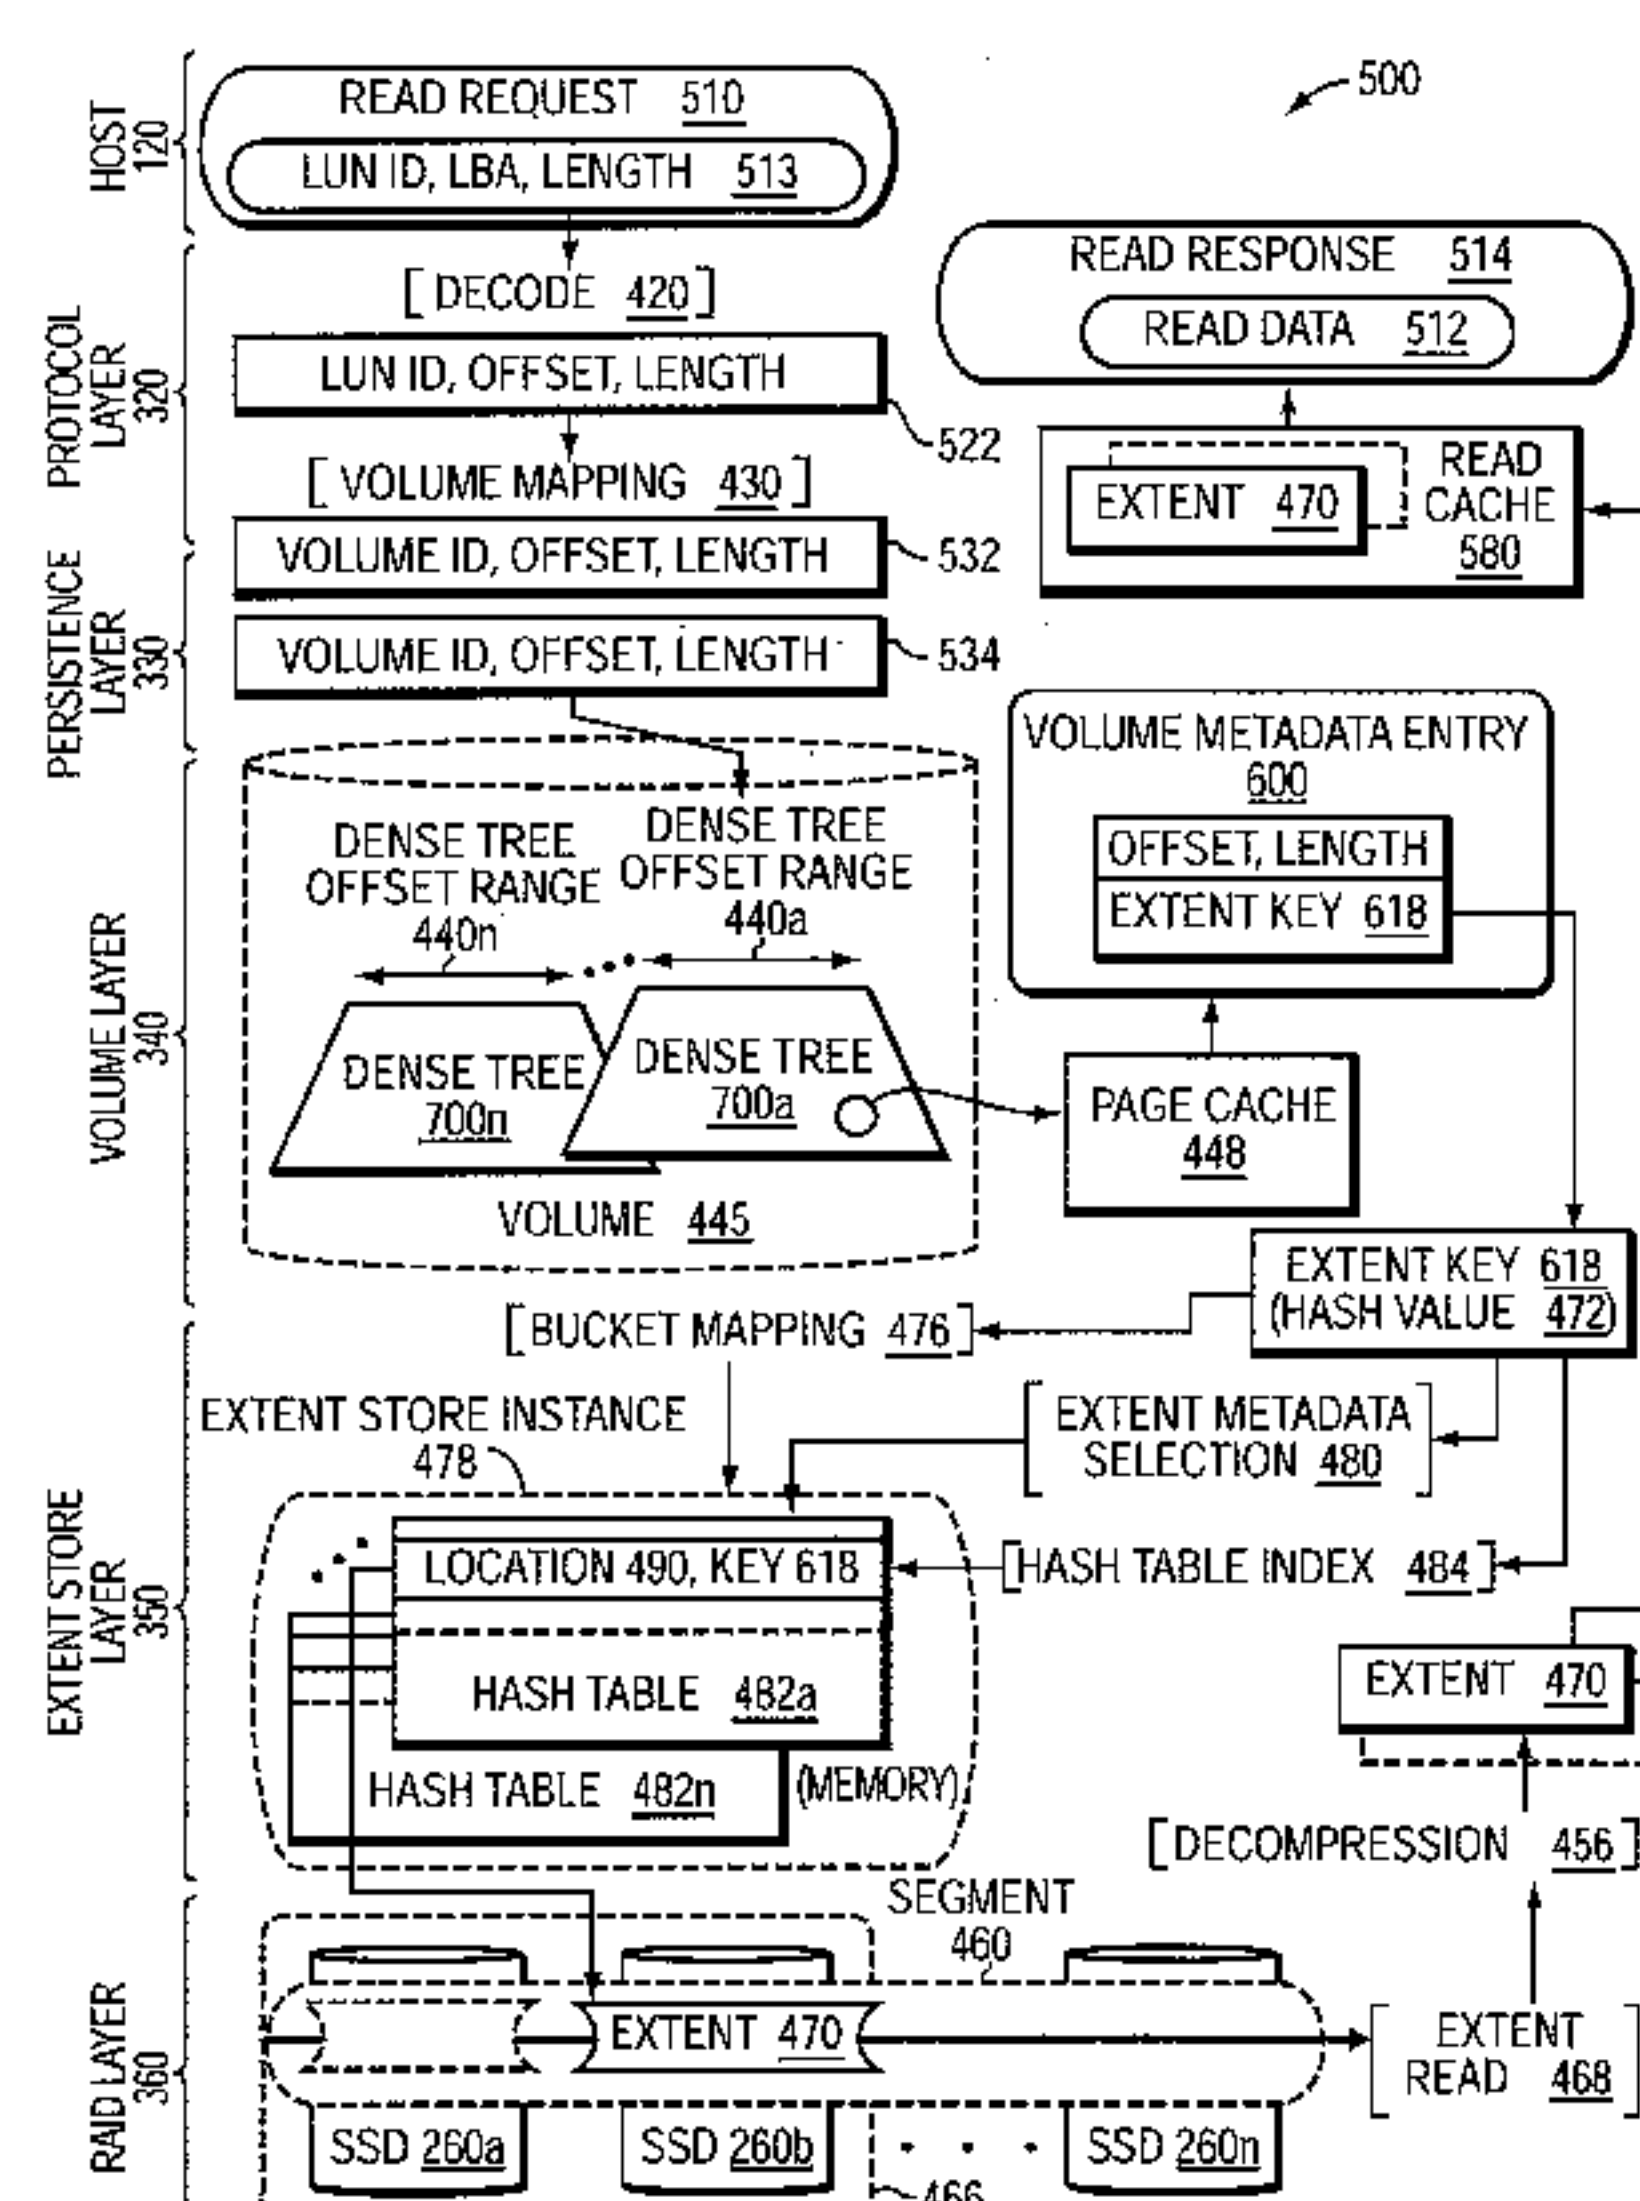 500
HOST
120
READ REQUEST 510
LUN ID, LBA, LENGTH 513
PROTOCOL
LAYER
320
[DECODE 420]
LUN ID, OFFSET, LENGTH
522
[VOLUME MAPPING 430]
VOLUME ID, OFFSET, LENGTH
532
READ RESPONSE 514
READ DATA 512
EXTENT 470
READ
CACHE
580
PERSISTENCE
LAYER
330
VOLUME ID, OFFSET, LENGTH
534
VOLUME LAYER
340
DENSE TREE
OFFSET RANGE
440n
DENSE TREE
OFFSET RANGE
440a
DENSE TREE
700n
DENSE TREE
700a
VOLUME 445
VOLUME METADATA ENTRY
600
OFFSET, LENGTH
EXTENT KEY 618
PAGE CACHE
448
EXTENT KEY 618
(HASH VALUE 472)
EXTENT STORE
LAYER
350
[BUCKET MAPPING 476]
EXTENT STORE INSTANCE
478
[EXTENT METADATA
SELECTION 480]
LOCATION 490, KEY 618
[HASH TABLE INDEX 484]
HASH TABLE 482a
HASH TABLE 482n
(MEMORY)
EXTENT 470
[DECOMPRESSION 456]
RAID LAYER
360
SEGMENT
460
EXTENT 470
[EXTENT
READ 468]
SSD 260a
SSD 260b
SSD 260n
466